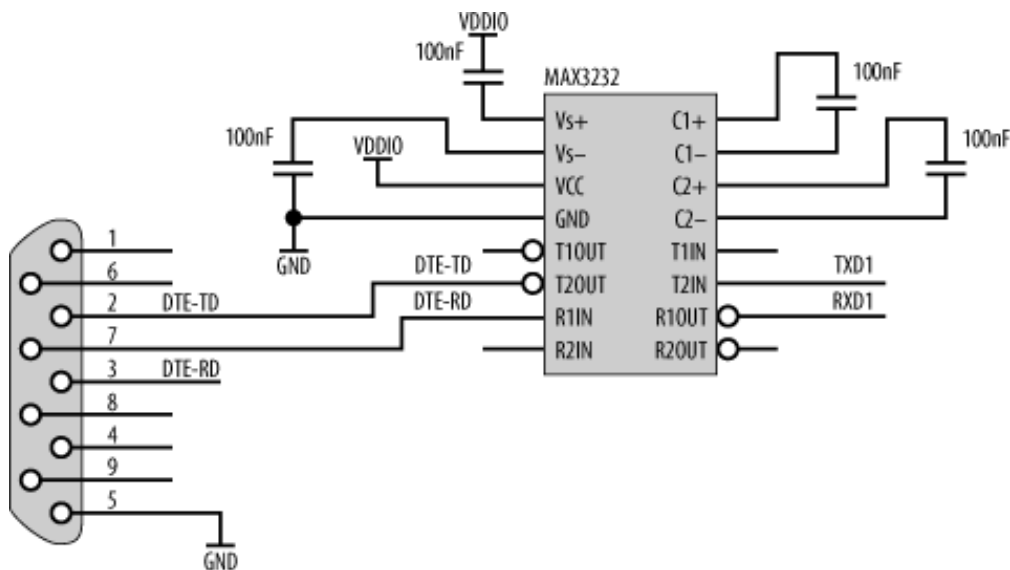 VDDIO
100nF
MAX3232
100nF
100nF
Vs+ C1+
100nF
VDDIO
Vs– C1–
VCC C2+
GND C2–
GND
T1OUT T1IN
DTE-TD
T2OUT T2IN
TXD1
DTE-RD
R1IN R1OUT
RXD1
R2IN R2OUT
1
6
2 DTE-TD
7
3 DTE-RD
8
4
9
5
GND